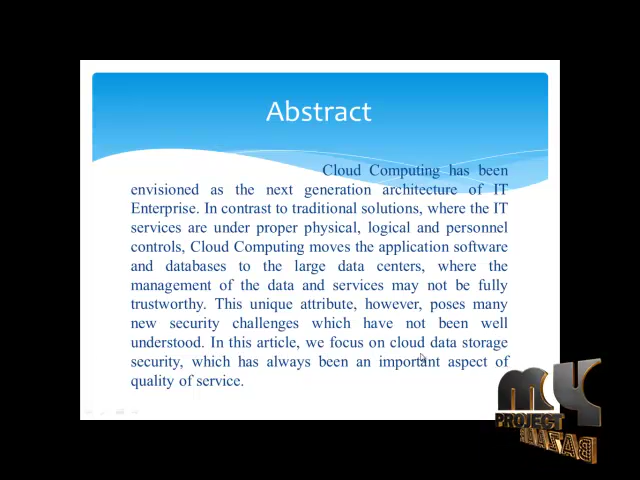 Abstract
Cloud Computing has been
envisioned as the next generation architecture of IT
Enterprise. In contrast to traditional solutions, where the IT
services are under proper physical, logical and personnel
controls, Cloud Computing moves the application software
and databases to the large data centers, where the
management of the data and services may not be fully
trustworthy. This unique attribute, however, poses many
new security challenges which have not been well
understood. In this article, we focus on cloud data storage
security, which has always been an important aspect of
quality of service.
MY
PROJECT
BAZAAR